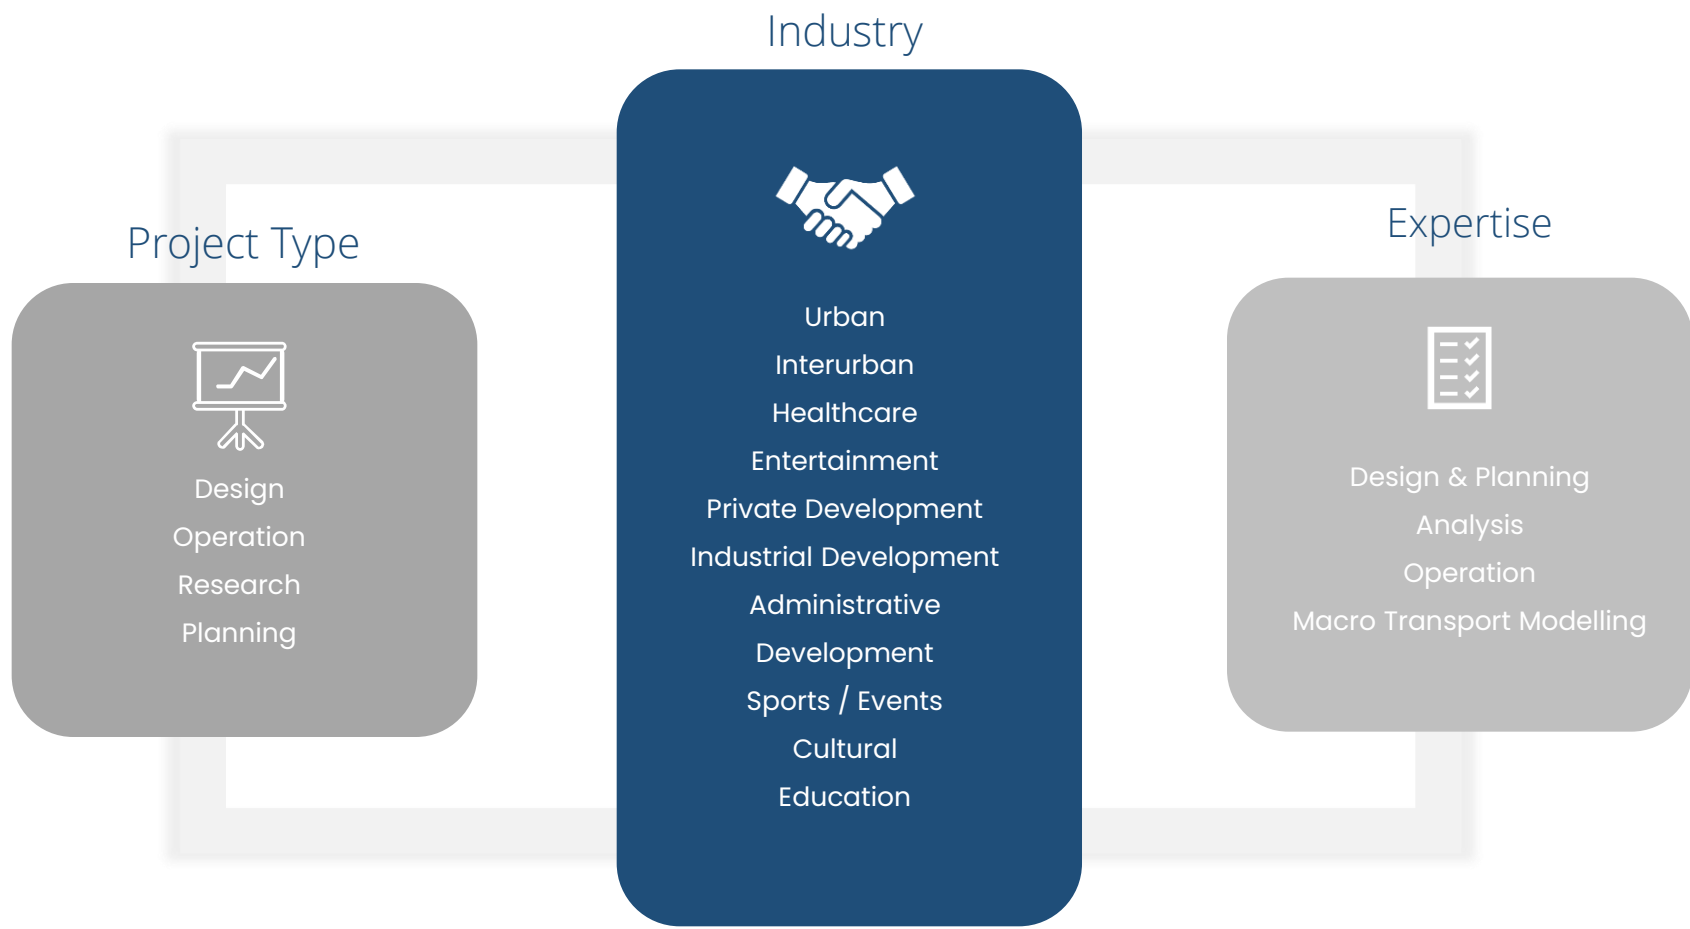 Industry
Urban
Interurban
Healthcare
Entertainment
Private Development
Industrial Development
Administrative
Development
Sports / Events
Cultural
Education
Project Type
Design
Operation
Research
Planning
Expertise
Design & Planning
Analysis
Operation
Macro Transport Modelling